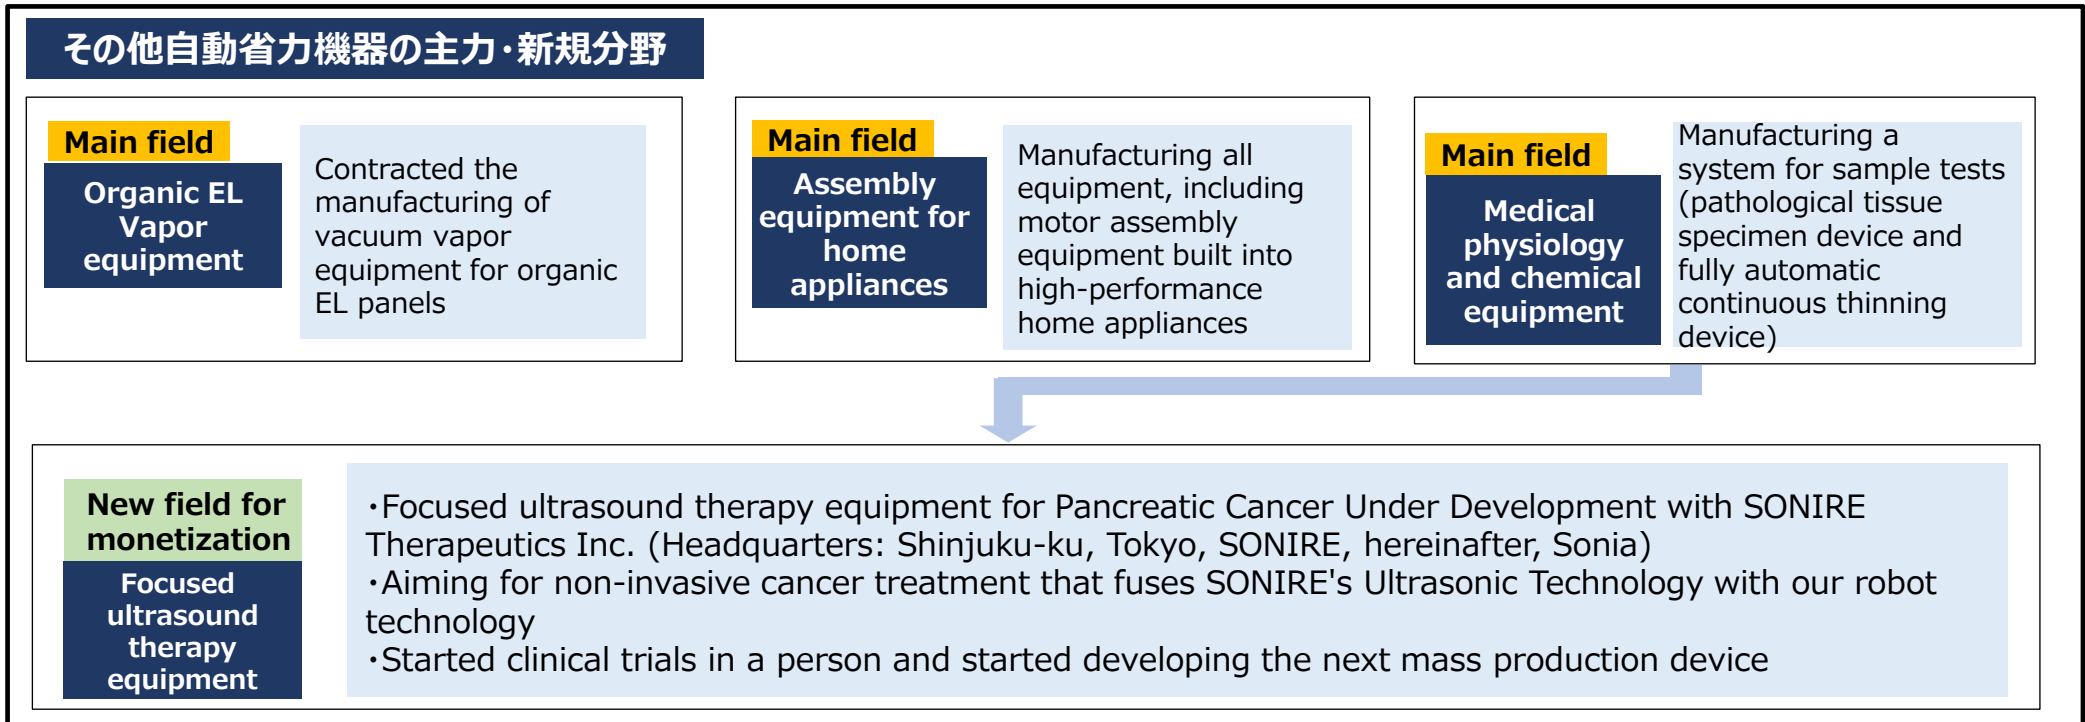 その他自動省力機器の主力・新規分野
Main field
Organic EL
Vapor
equipment
Contracted the
manufacturing of
vacuum vapor
equipment for organic
EL panels
Main field
Assembly
equipment for
home
appliances
Manufacturing all
equipment, including
motor assembly
equipment built into
high-performance
home appliances
Main field
Medical
physiology
and chemical
equipment
Manufacturing a
system for sample tests
(pathological tissue
specimen device and
fully automatic
continuous thinning
device)
New field for
monetization
Focused
ultrasound
therapy
equipment
・Focused ultrasound therapy equipment for Pancreatic Cancer Under Development with SONIRE
Therapeutics Inc. (Headquarters: Shinjuku-ku, Tokyo, SONIRE, hereinafter, Sonia)
・Aiming for non-invasive cancer treatment that fuses SONIRE's Ultrasonic Technology with our robot
technology
・Started clinical trials in a person and started developing the next mass production device